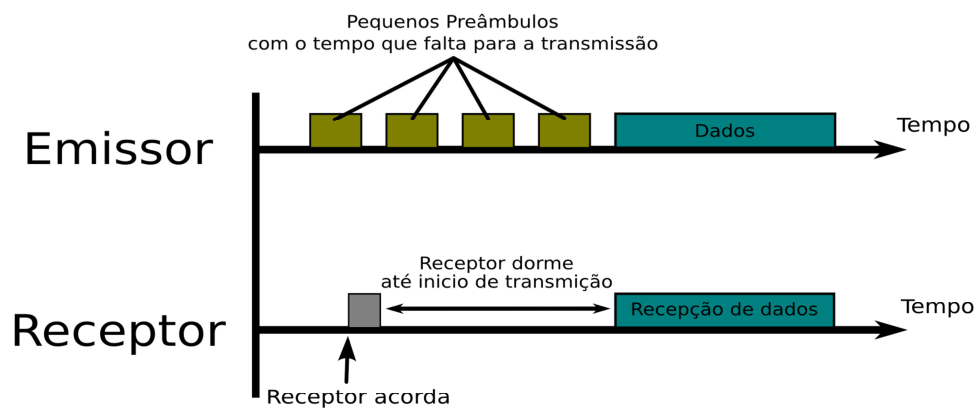 Pequenos Preâmbulos
com o tempo que falta para a transmissão
Emissor
Dados
Tempo
Receptor dorme
até inicio de transmição
Receptor
Recepção de dados
Tempo
Receptor acorda